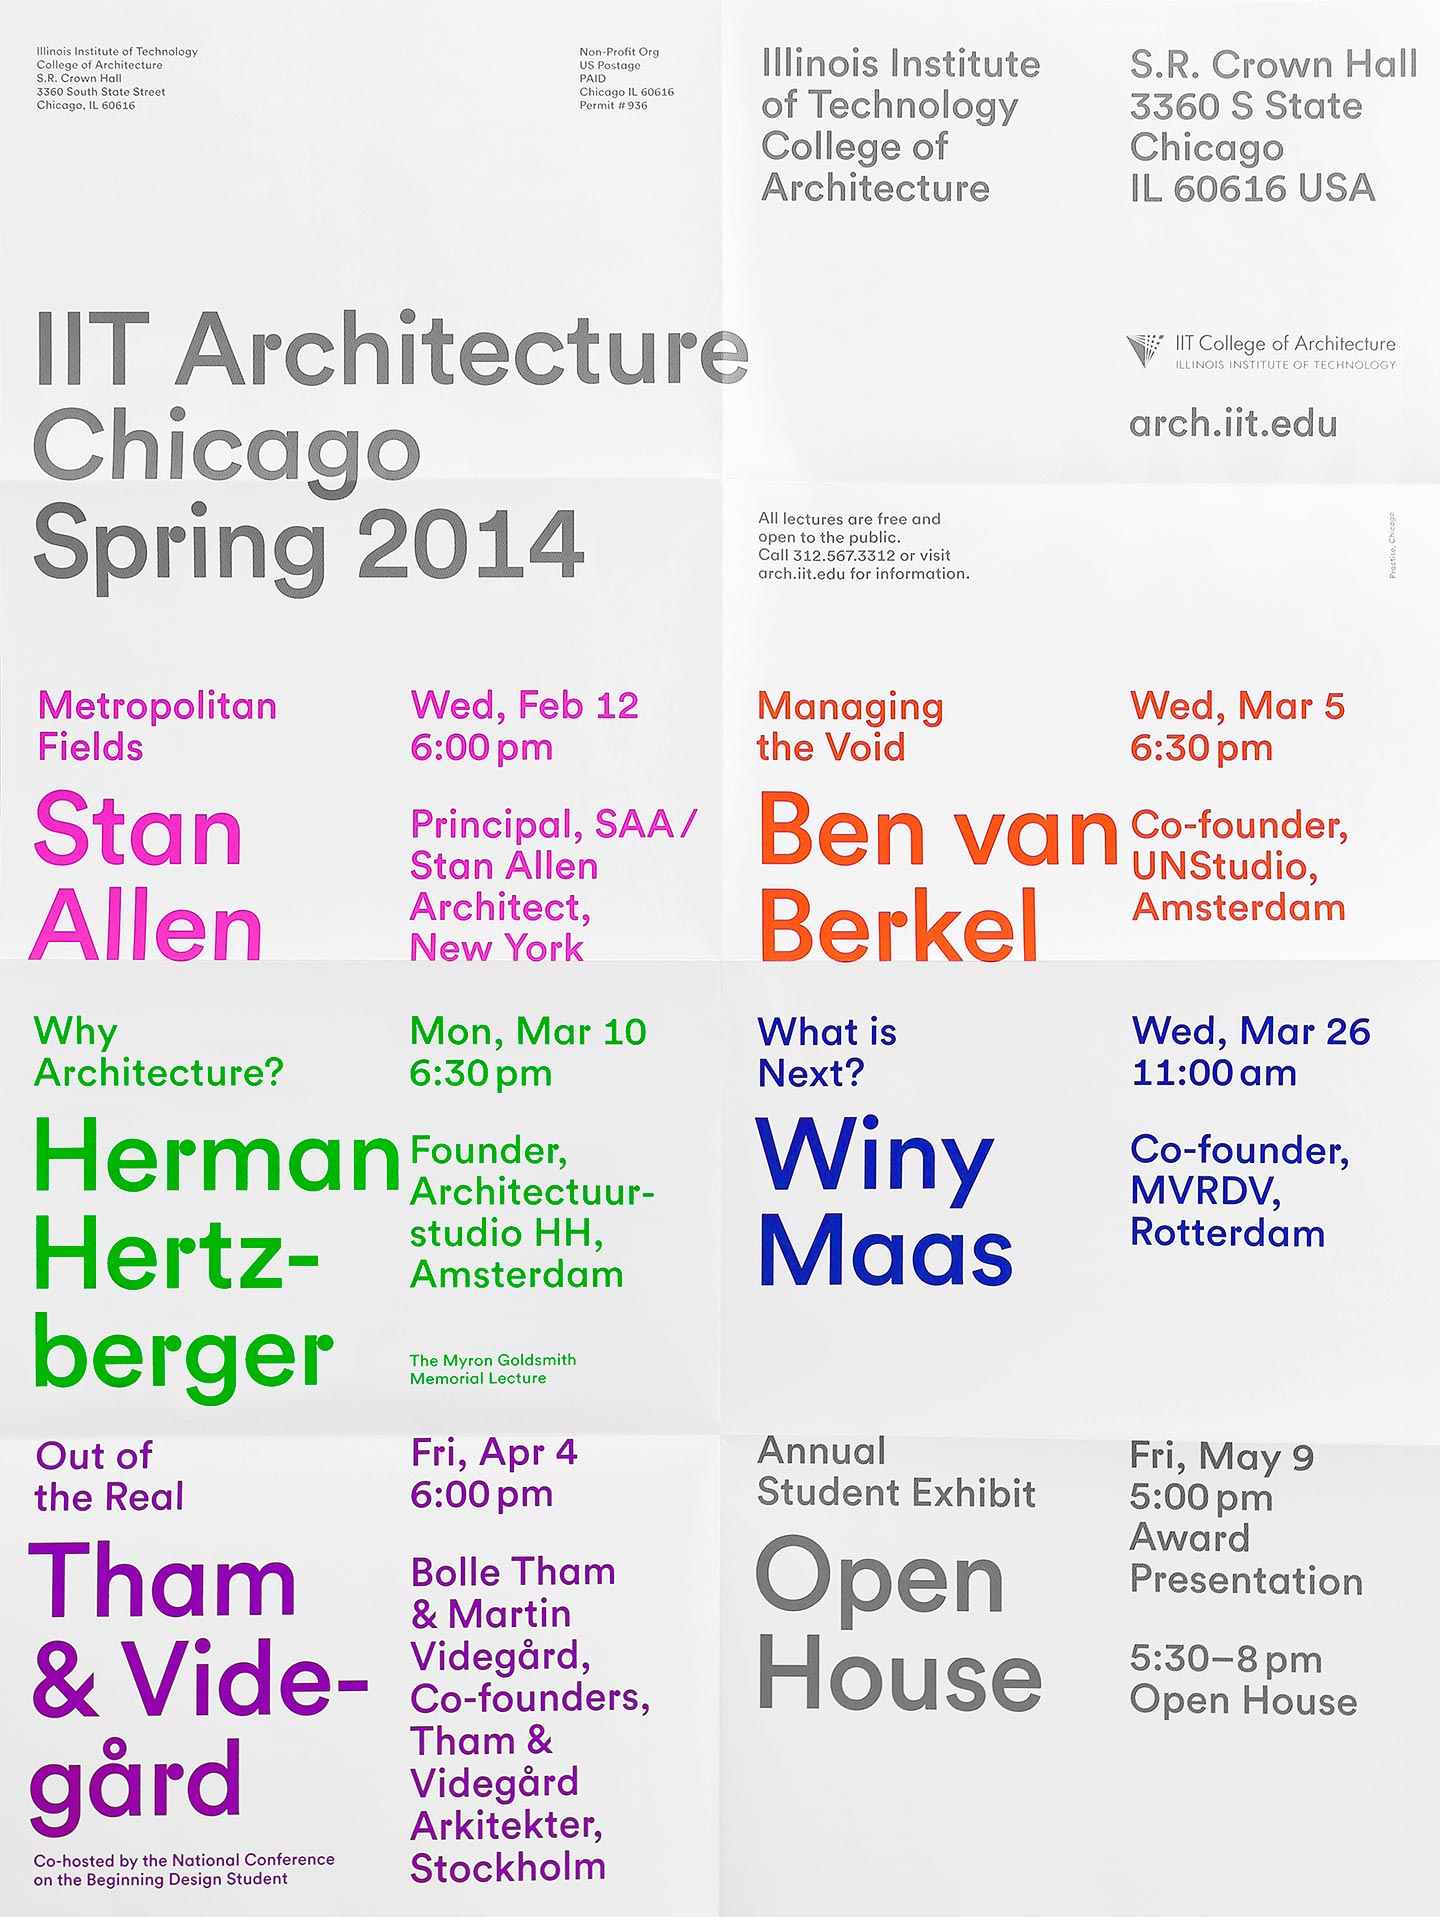 Illinois Institute of Technology
College of Architecture
S.R. Crown Hall
3360 South State Street
Chicago, IL 60616
Non-Profit Org
US Postage
PAID
Chicago IL 60616
Permit # 936
Illinois Institute
of Technology
College of
Architecture
S.R. Crown Hall
3360 S State
Chicago
IL 60616 USA
IIT Architecture
Chicago
Spring 2014
IIT College of Architecture
ILLINOIS INSTITUTE OF TECHNOLOGY
arch.iit.edu
All lectures are free and
open to the public.
Call 312.567.3312 or visit
arch.iit.edu for information.
Practise, Chicago
Metropolitan
Fields
Wed, Feb 12
6:00 pm
Stan
Allen
Principal, SAA /
Stan Allen
Architect,
New York
Managing
the Void
Wed, Mar 5
6:30 pm
Ben van
Berkel
Co-founder,
UNStudio,
Amsterdam
Why
Architecture?
Mon, Mar 10
6:30 pm
Herman
Hertz-
berger
Founder,
Architectuur-
studio HH,
Amsterdam
The Myron Goldsmith
Memorial Lecture
What is
Next?
Wed, Mar 26
11:00 am
Winy
Maas
Co-founder,
MVRDV,
Rotterdam
Out of
the Real
Fri, Apr 4
6:00 pm
Tham
& Vide-
gård
Bolle Tham
& Martin
Videgård,
Co-founders,
Tham &
Videgård
Arkitekter,
Stockholm
Co-hosted by the National Conference
on the Beginning Design Student
Annual
Student Exhibit
Fri, May 9
5:00 pm
Award
Presentation
Open
House
5:30–8 pm
Open House